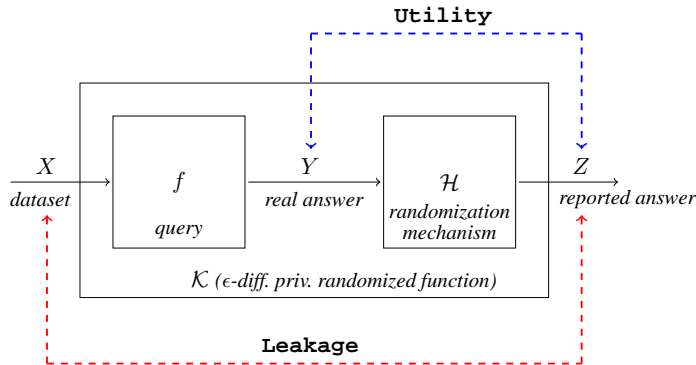 Utility
X
dataset
f
query
Y
real answer
ℋ
randomization
mechanism
Z
reported answer
𝒦 (ϵ-diff. priv. randomized function)
Leakage